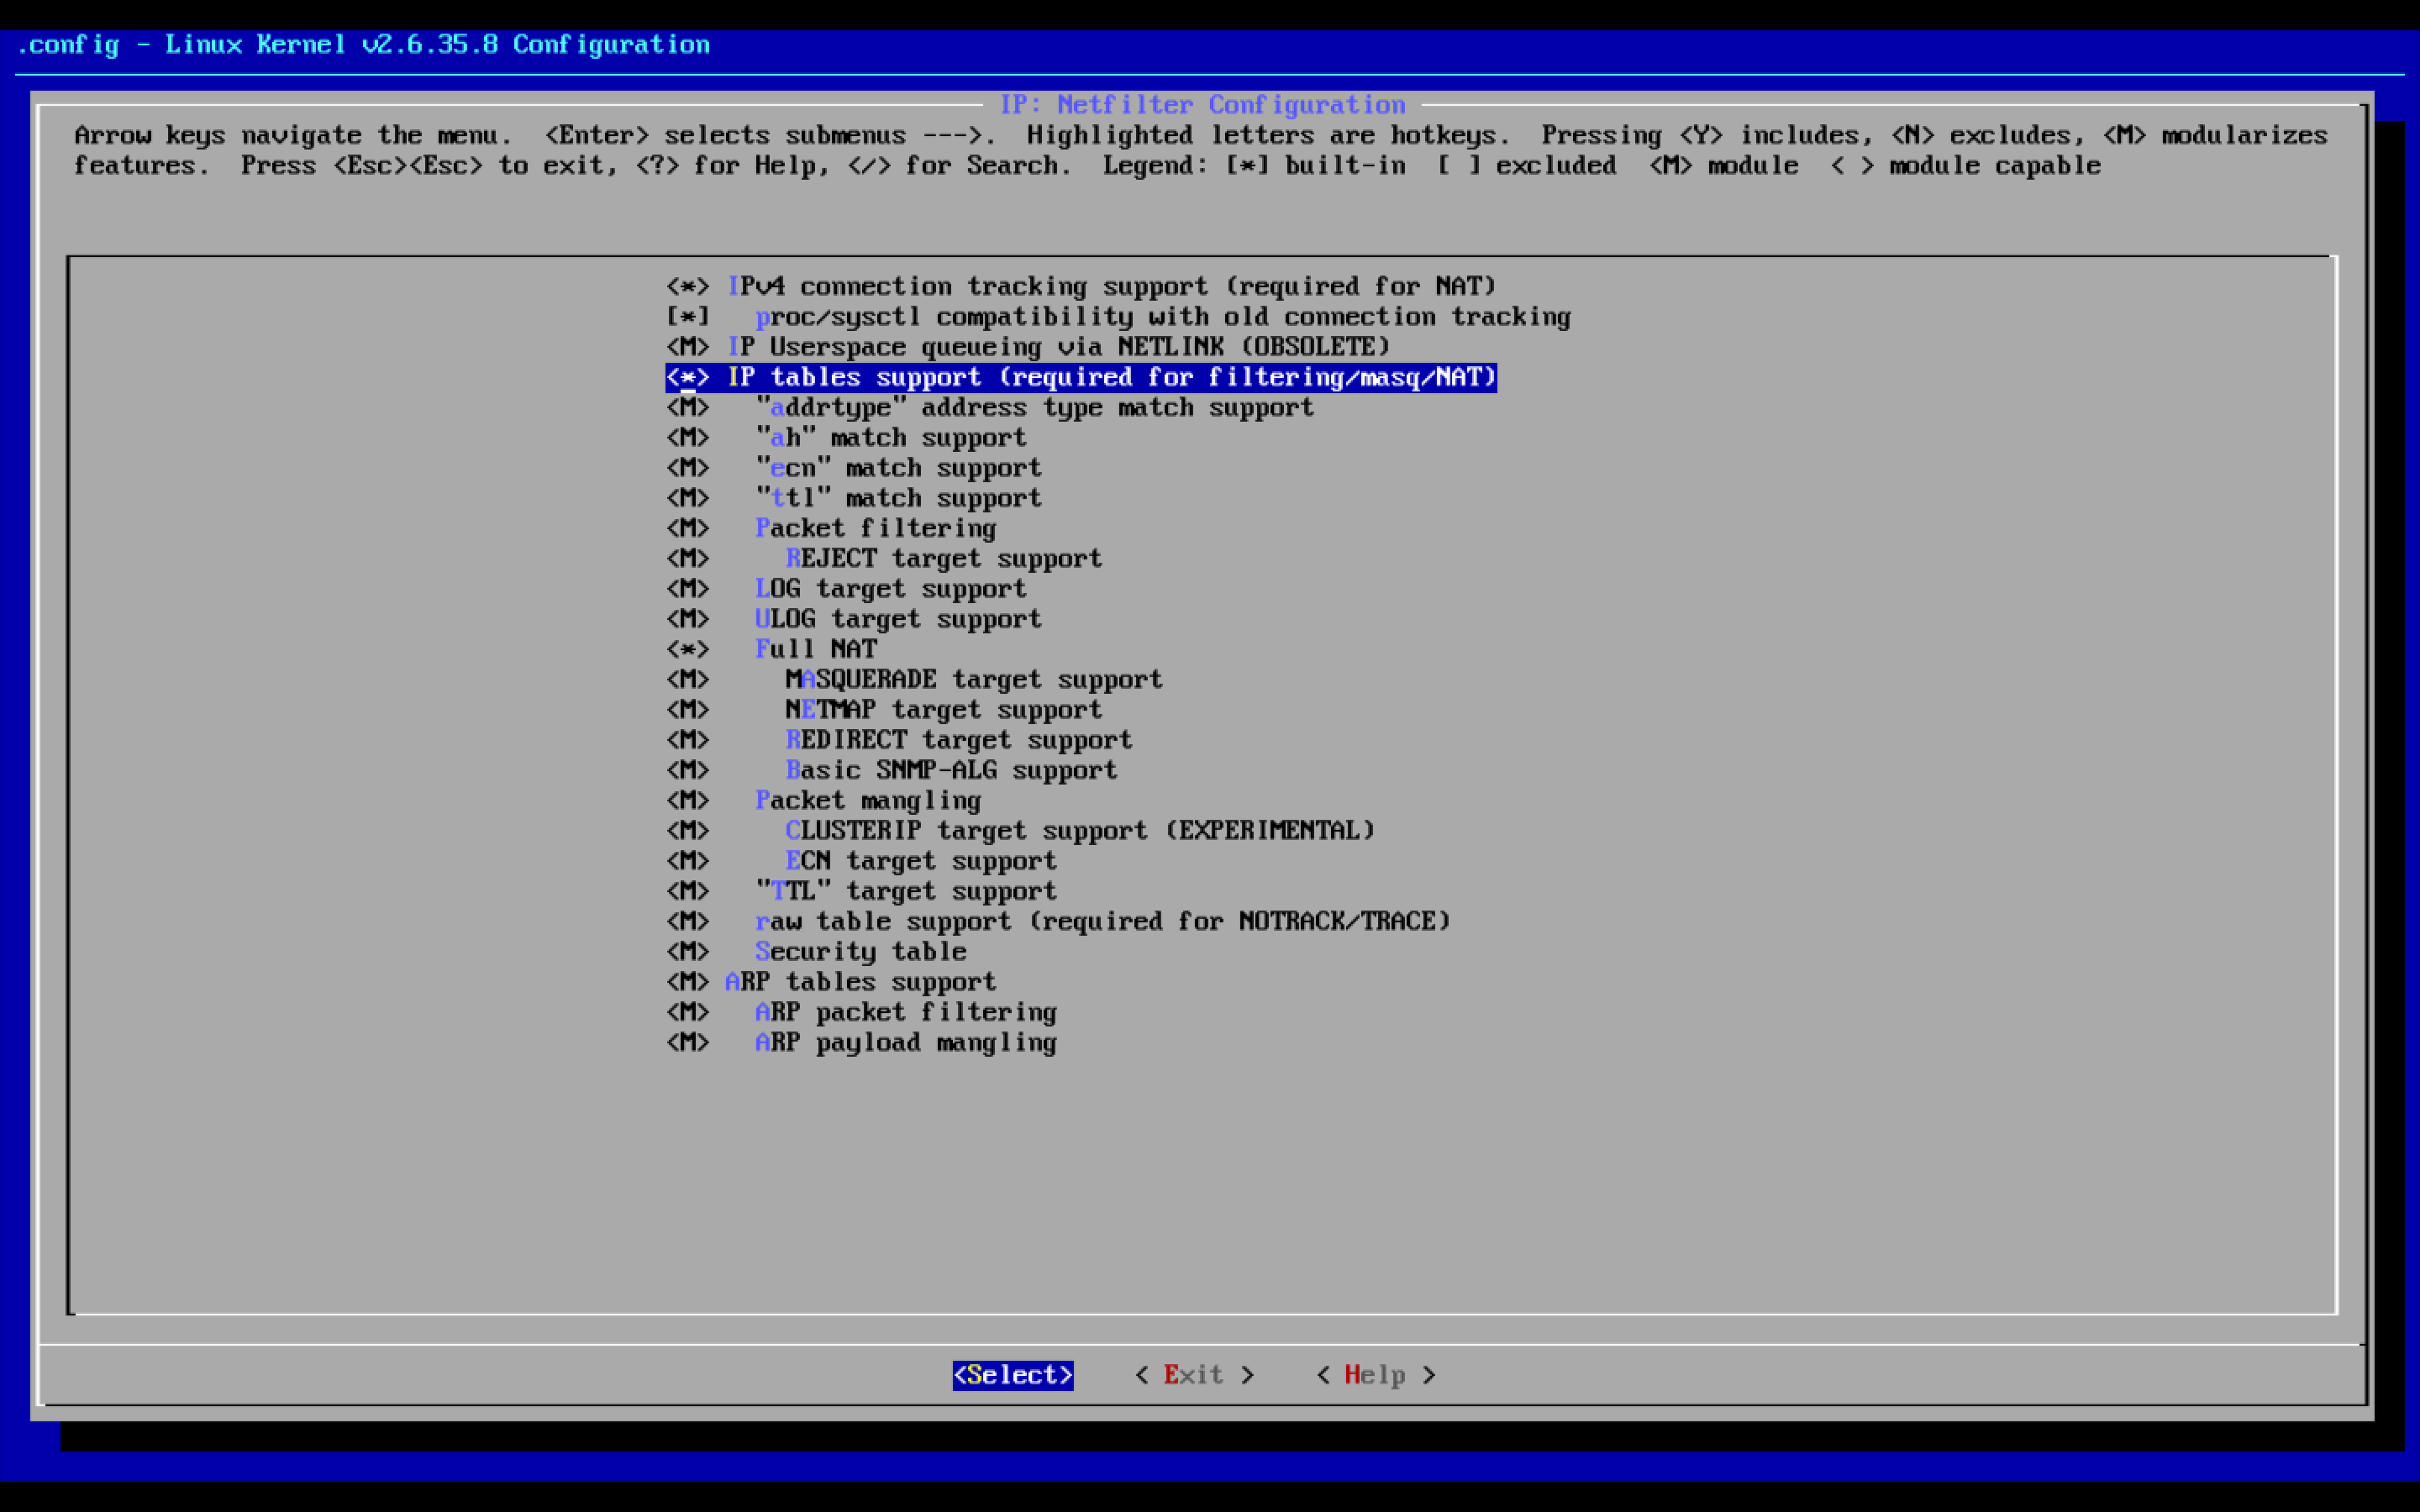 .config - Linux Kernel v2.6.35.8 Configuration
IP: Netfilter Configuration
Arrow keys navigate the menu.  <Enter> selects submenus --->.  Highlighted letters are hotkeys.  Pressing <Y> includes, <N> excludes, <M> modularizes
features.  Press <Esc><Esc> to exit, <?> for Help, </> for Search.  Legend: [*] built-in  [ ] excluded  <M> module  < > module capable
<*> IPv4 connection tracking support (required for NAT)
[*]   proc/sysctl compatibility with old connection tracking
<M> IP Userspace queueing via NETLINK (OBSOLETE)
<*> IP tables support (required for filtering/masq/NAT)
<M>   "addrtype" address type match support
<M>   "ah" match support
<M>   "ecn" match support
<M>   "ttl" match support
<M>   Packet filtering
<M>     REJECT target support
<M>   LOG target support
<M>   ULOG target support
<*>   Full NAT
<M>     MASQUERADE target support
<M>     NETMAP target support
<M>     REDIRECT target support
<M>     Basic SNMP-ALG support
<M>   Packet mangling
<M>     CLUSTERIP target support (EXPERIMENTAL)
<M>     ECN target support
<M>   "TTL" target support
<M>   raw table support (required for NOTRACK/TRACE)
<M>   Security table
<M> ARP tables support
<M>   ARP packet filtering
<M>   ARP payload mangling
<Select>    < Exit >    < Help >